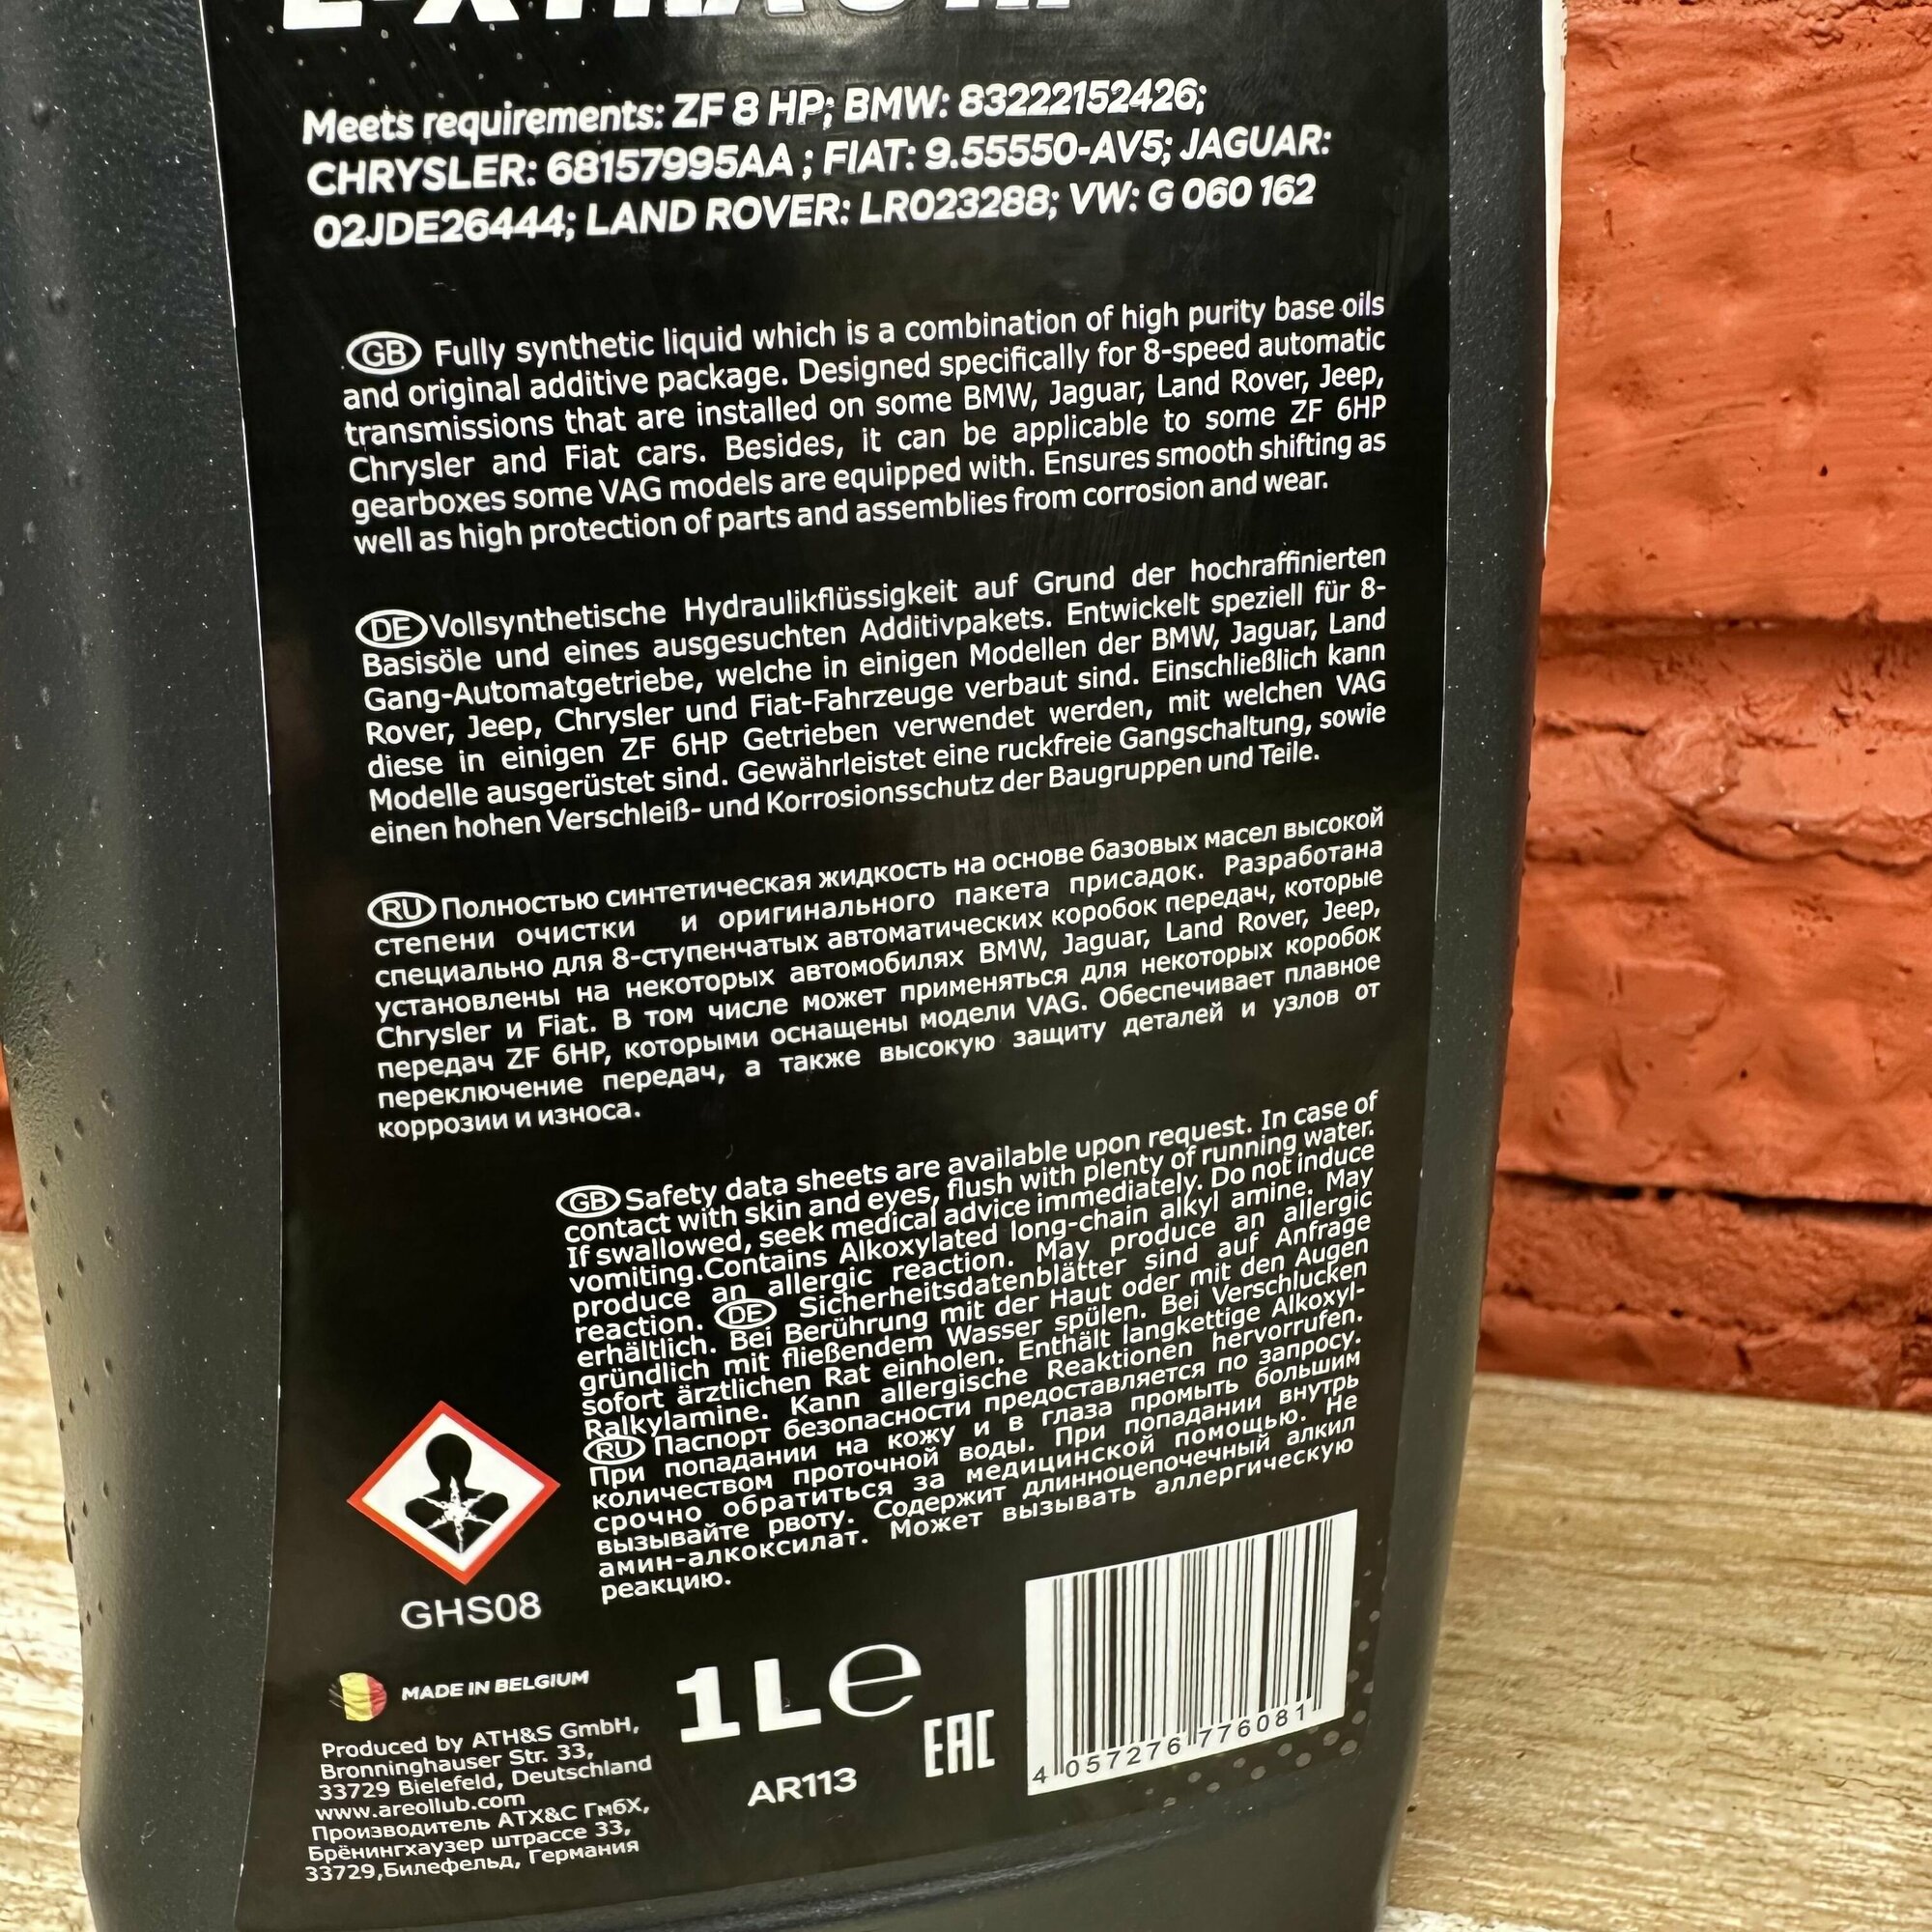 Meets requirements: ZF 8 HP; BMW: 83222152426;
CHRYSLER: 68157995AA ; FIAT: 9.55550-AV5; JAGUAR:
02JDE26444; LAND ROVER: LR023288; VW: G 060 162
GB Fully synthetic liquid which is a combination of high purity base oils
and original additive package. Designed specifically for 8-speed automatic
transmissions that are installed on some BMW, Jaguar, Land Rover, Jeep,
Chrysler and Fiat cars. Besides, it can be applicable to some ZF 6HP
gearboxes some VAG models are equipped with. Ensures smooth shifting as
well as high protection of parts and assemblies from corrosion and wear.
DE Vollsynthetische Hydraulikflüssigkeit auf Grund der hochraffinierten
Basisöle und eines ausgesuchten Additivpakets. Entwickelt speziell für 8-
Gang-Automatgetriebe, welche in einigen Modellen der BMW, Jaguar, Land
Rover, Jeep, Chrysler und Fiat-Fahrzeuge verbaut sind. Einschließlich kann
diese in einigen ZF 6HP Getrieben verwendet werden, mit welchen VAG
Modelle ausgerüstet sind. Gewährleistet eine ruckfreie Gangschaltung, sowie
einen hohen Verschleiß- und Korrosionsschutz der Baugruppen und Teile.
RU Полностью синтетическая жидкость на основе базовых масел высокой
степени очистки и оригинального пакета присадок. Разработана
специально для 8-ступенчатых автоматических коробок передач, которые
установлены на некоторых автомобилях BMW, Jaguar, Land Rover, Jeep,
Chrysler и Fiat. В том числе может применяться для некоторых коробок
передач ZF 6HP, которыми оснащены модели VAG. Обеспечивает плавное
переключение передач, а также высокую защиту деталей и узлов от
коррозии и износа.
GB Safety data sheets are available upon request. In case of
contact with skin and eyes, flush with plenty of running water.
If swallowed, seek medical advice immediately. Do not induce
vomiting.Contains Alkoxylated long-chain alkyl amine. May
produce an allergic reaction. May produce an allergic
reaction. DE Sicherheitsdatenblätter sind auf Anfrage
erhältlich. Bei Berührung mit der Haut oder mit den Augen
gründlich mit fließendem Wasser spülen. Bei Verschlucken
sofort ärztlichen Rat einholen. Enthält langkettige Alkoxyl-
Ralkylamine. Kann allergische Reaktionen hervorrufen.
RU Паспорт безопасности предоставляется по запросу.
При попадании на кожу и в глаза промыть большим
количеством проточной воды. При попадании внутрь
срочно обратиться за медицинской помощью. Не
вызывайте рвоту. Содержит длинноцепочечный алкил
амин-алкоксилат. Может вызывать аллергическую
реакцию.
GHS08
MADE IN BELGIUM
Produced by ATH&S GmbH,
Bronninghauser Str. 33,
33729 Bielefeld, Deutschland
www.areollub.com
Производитель АТХ&С ГмбХ,
Брёнингхаузер штрассе 33,
33729,Билефельд, Германия
1L e
AR113
EAC
4 057276 776081